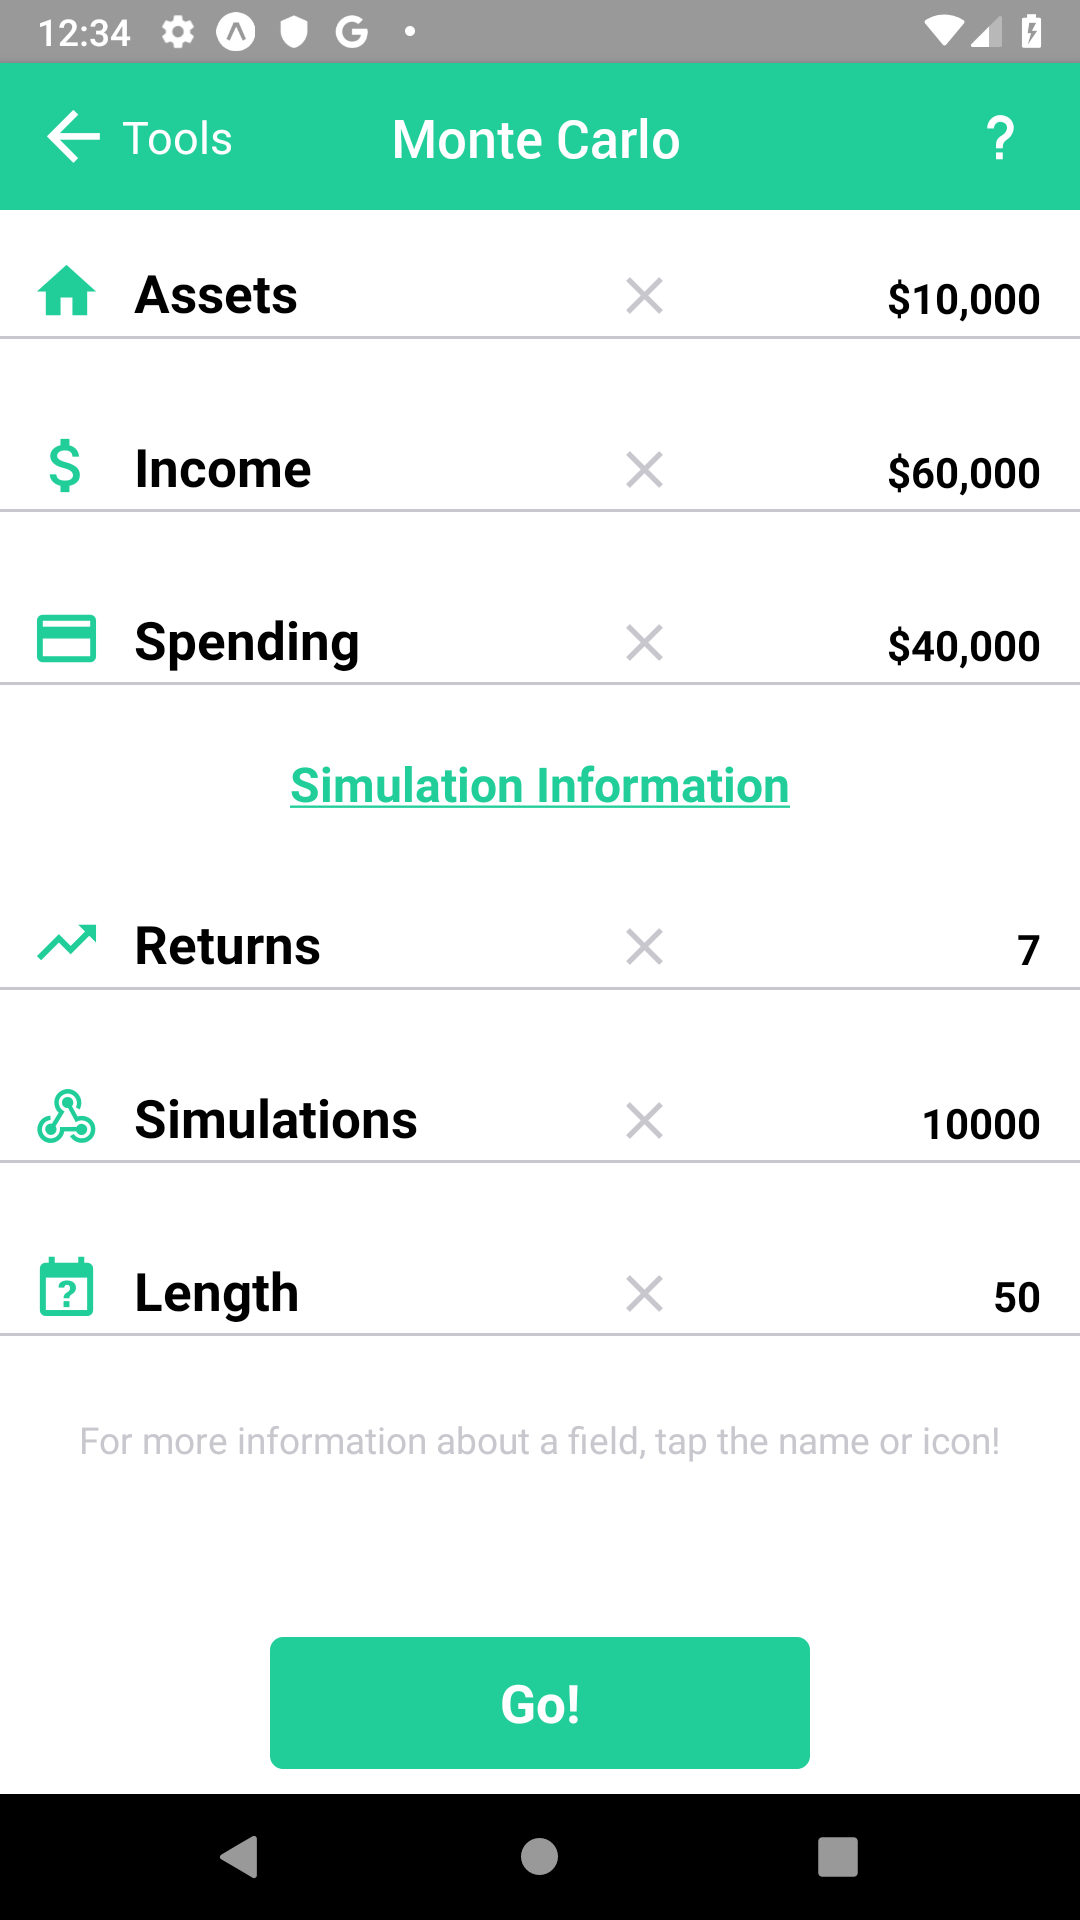 12:34
Tools Monte Carlo ?
Assets $10,000
Income $60,000
Spending $40,000
Simulation Information
Returns 7
Simulations 10000
Length 50
For more information about a field, tap the name or icon!
Go!